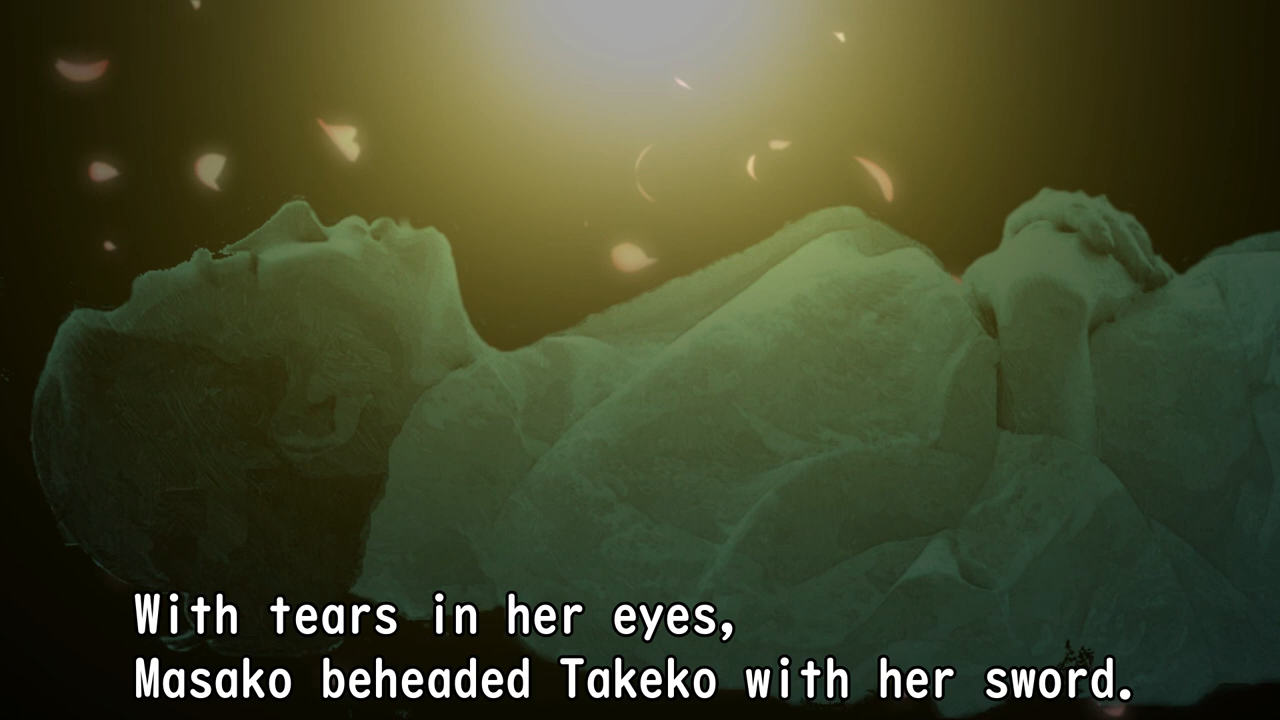 With tears in her eyes,
Masako beheaded Takeko with her sword.